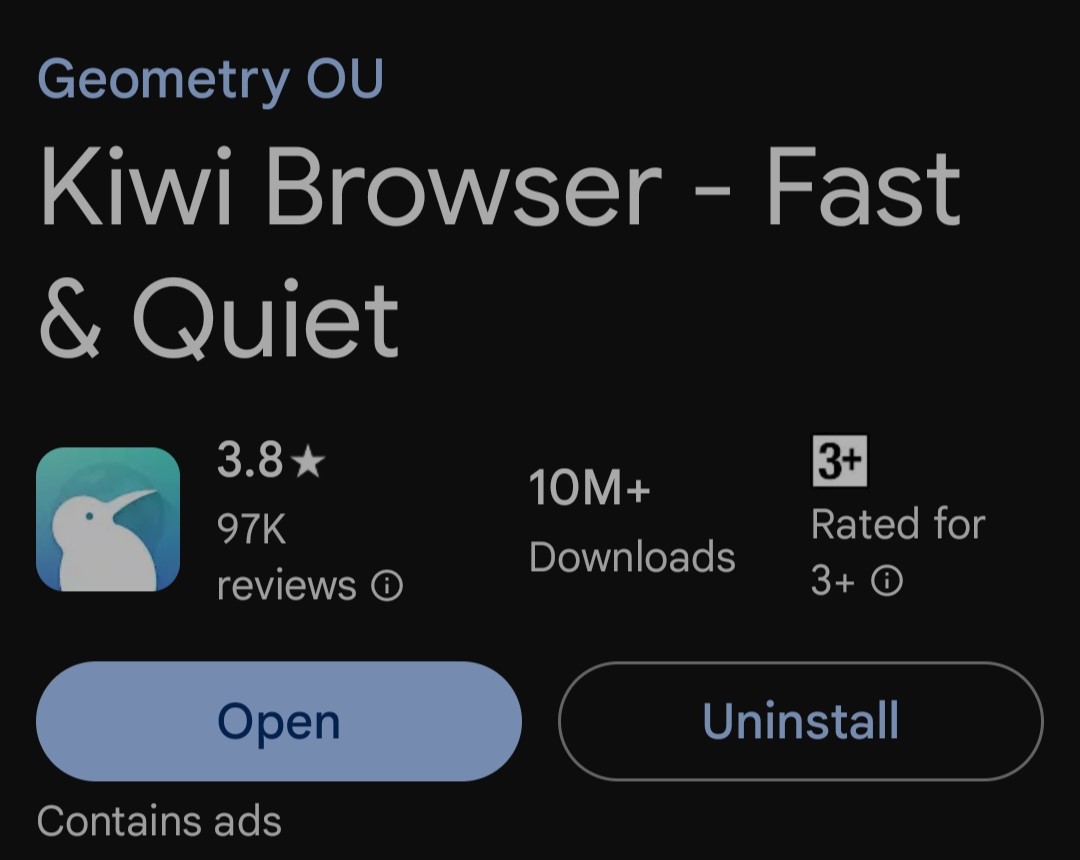 Geometry OU
Kiwi Browser - Fast
& Quiet
3.8★
97K
reviews
10M+
Downloads
3+
Rated for
3+
Open
Uninstall
Contains ads